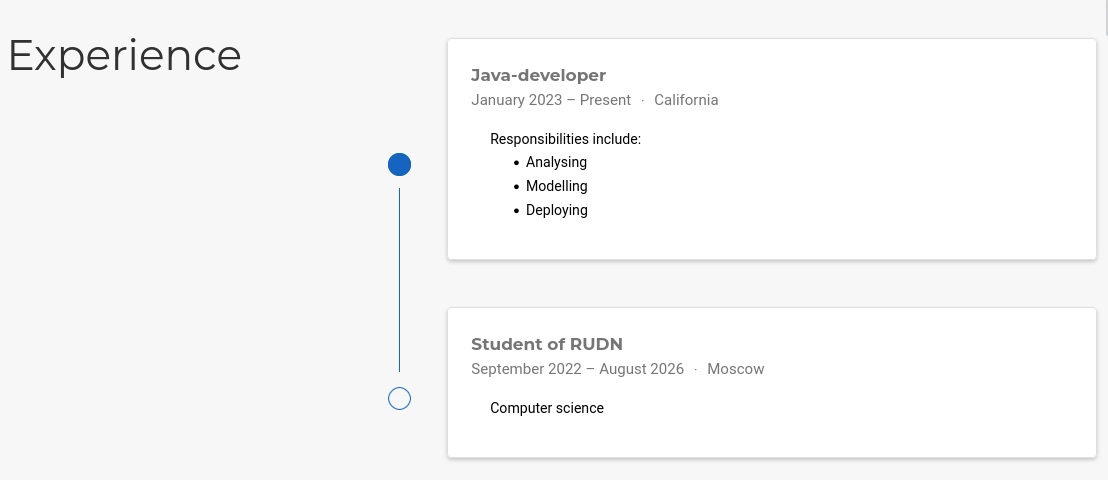 Experience
Java-developer
January 2023 – Present · California
Responsibilities include:
• Analysing
• Modelling
• Deploying
Student of RUDN
September 2022 – August 2026 · Moscow
Computer science